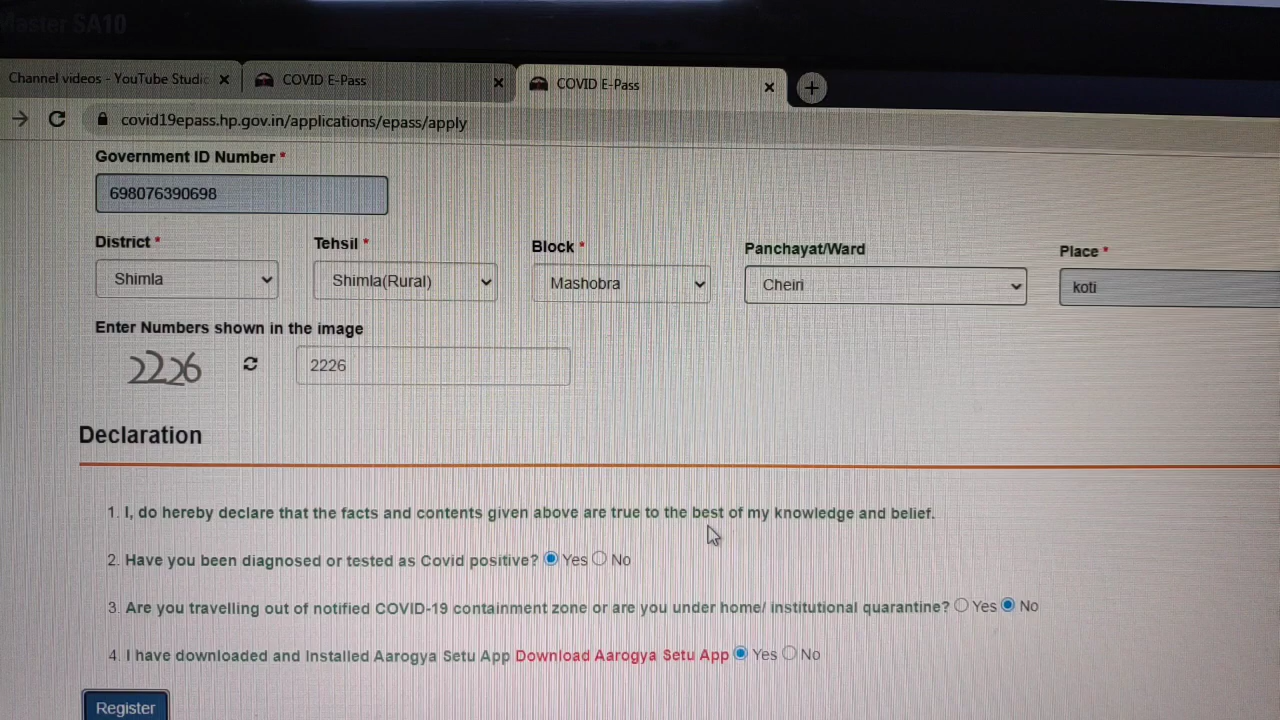 Master SA10
Channel videos - YouTube Studio COVID E-Pass COVID E-Pass
covid19epass.hp.gov.in/applications/epass/apply
Government ID Number *
698076390698
District * Tehsil * Block * Panchayat/Ward Place *
Shimla Shimla(Rural) Mashobra Cheiri koti
Enter Numbers shown in the image
2226 2226
Declaration
1. I, do hereby declare that the facts and contents given above are true to the best of my knowledge and belief.
2. Have you been diagnosed or tested as Covid positive? Yes No
3. Are you travelling out of notified COVID-19 containment zone or are you under home/ institutional quarantine? Yes No
4. I have downloaded and Installed Aarogya Setu App Download Aarogya Setu App Yes No
Register